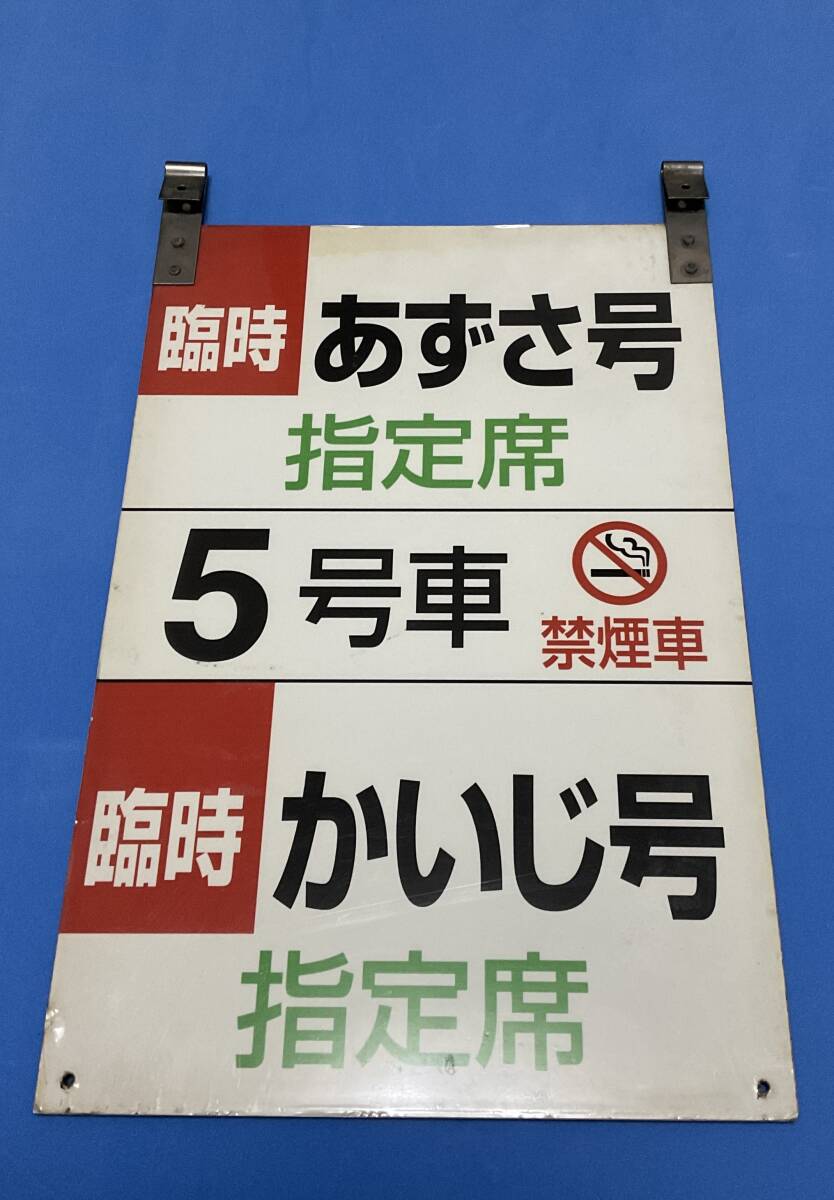 臨時 あずさ号
指定席
5号車
禁煙車
臨時 かいじ号
指定席